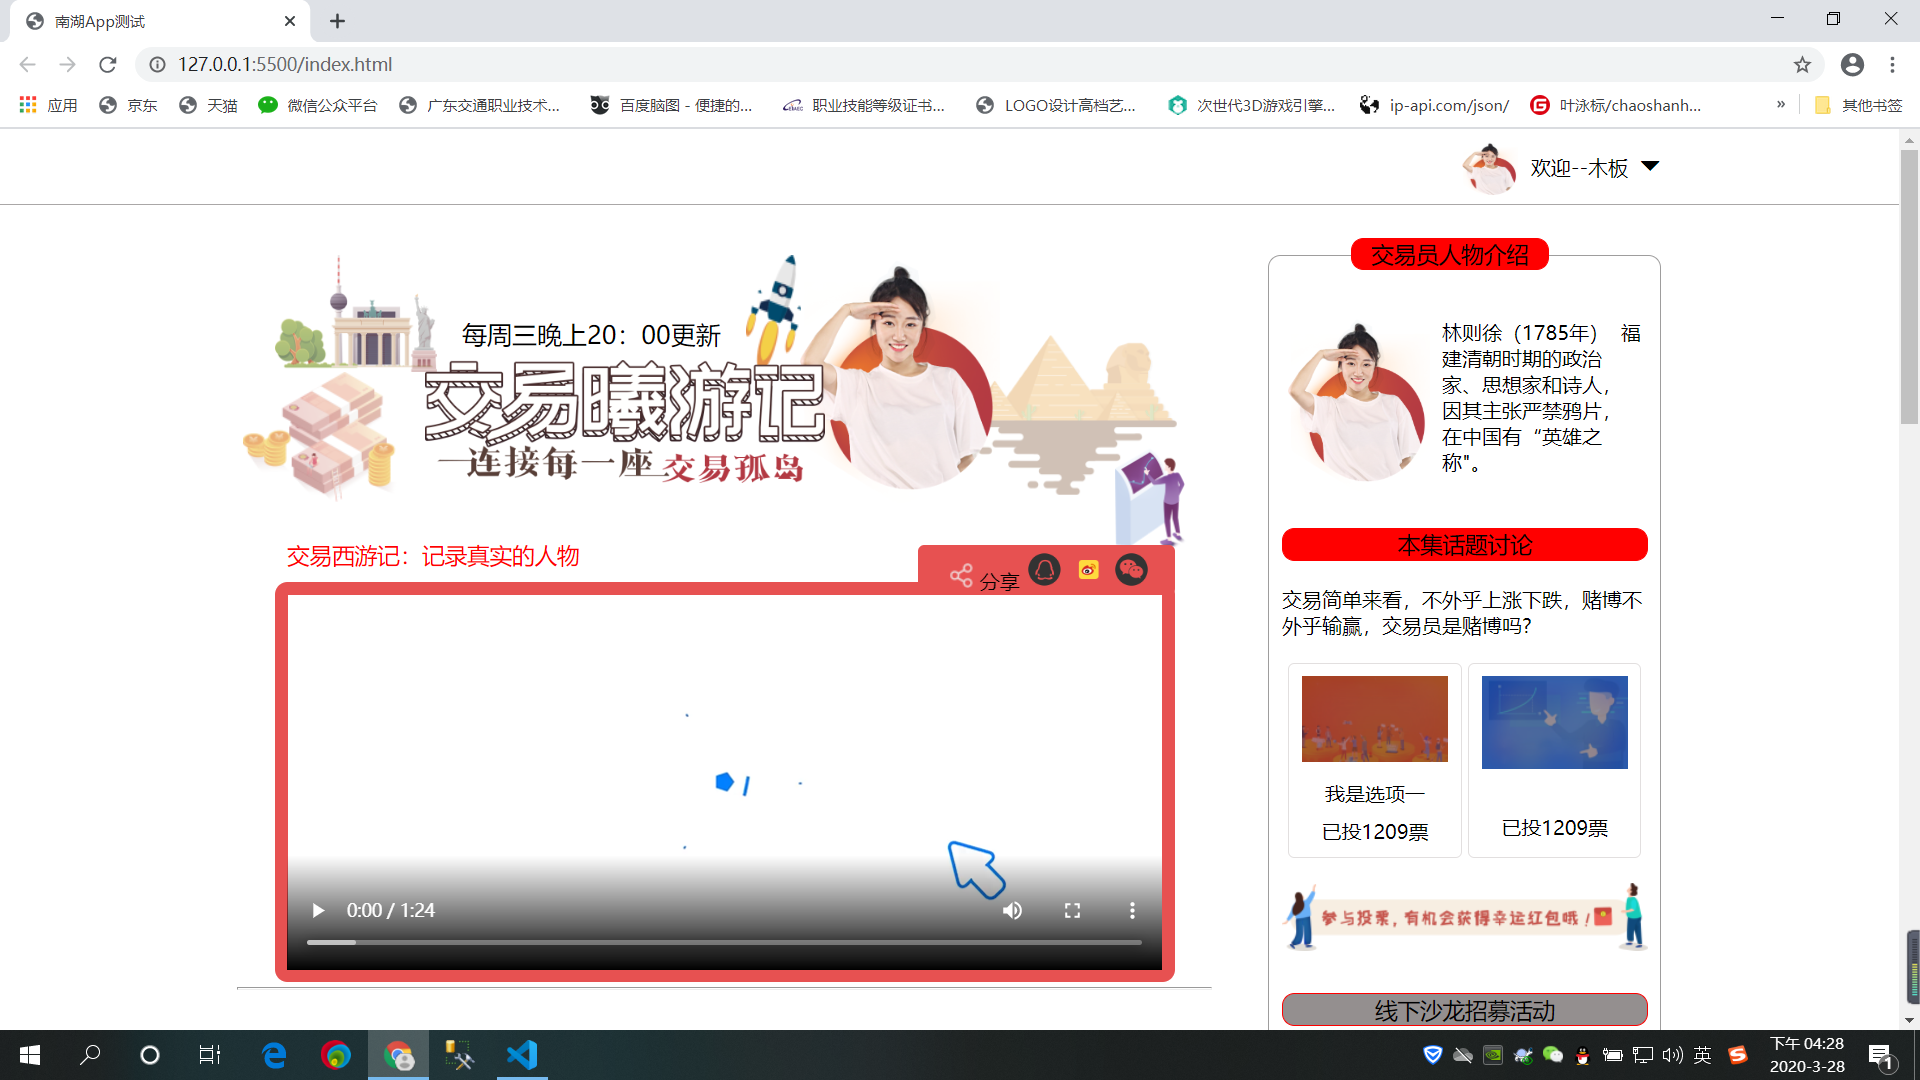 南湖App测试
127.0.0.1:5500/index.html
应用 京东 天猫 微信公众平台 广东交通职业技术... 百度脑图 - 便捷的... 职业技能等级证书... LOGO设计高档艺... 次世代3D游戏引擎... ip-api.com/json/ 叶泳标/chaoshanh... » 其他书签
欢迎--木板
每周三晚上20：00更新
交易曦游记
一连接每一座 交易孤岛
交易西游记：记录真实的人物
分享
0:00 / 1:24
交易员人物介绍
林则徐（1785年） 福
建清朝时期的政治
家、思想家和诗人，
因其主张严禁鸦片，
在中国有“英雄之
称"。
本集话题讨论
交易简单来看，不外乎上涨下跌，赌博不
外乎输赢，交易员是赌博吗?
我是选项一
已投1209票
已投1209票
参与投票，有机会获得幸运红包哦！
线下沙龙招募活动
英
下午 04:28
2020-3-28
1